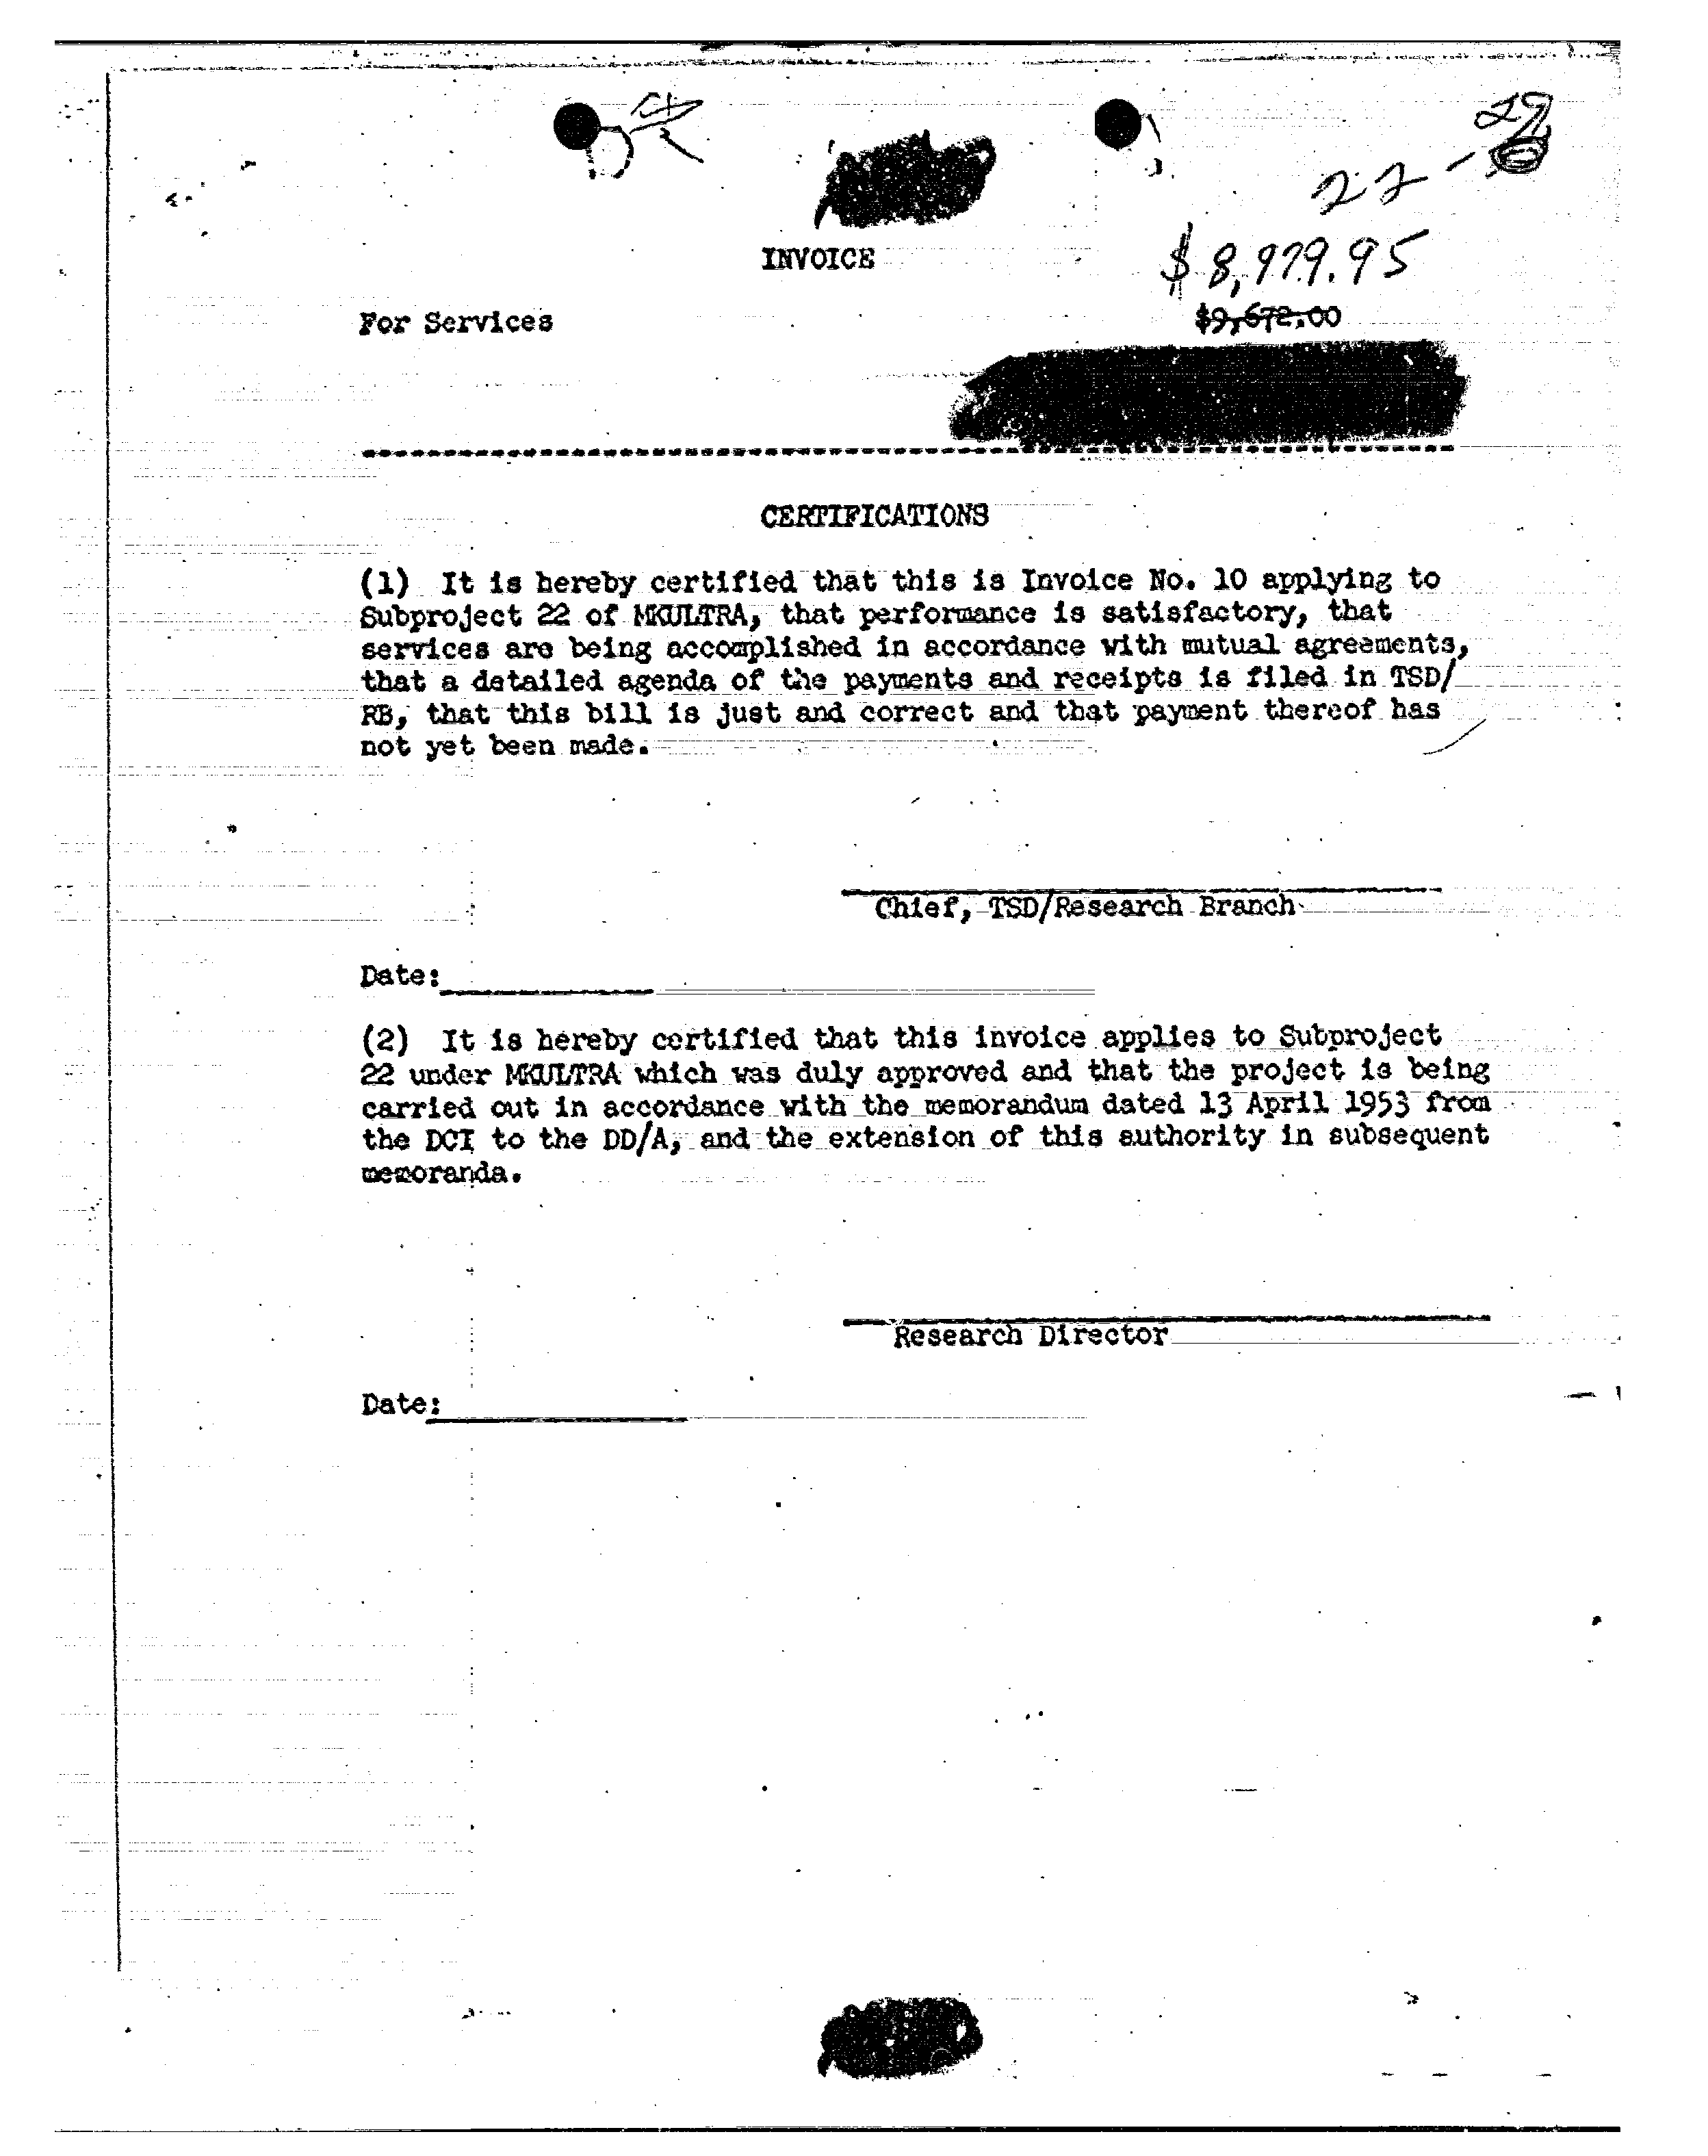 22 -
INVOICE
$8,979.95
For Services
$9,672.00
CERTIFICATIONS
(1) It is hereby certified that this is Invoice No. 10 applying to
Subproject 22 of MKULTRA, that performance is satisfactory, that
services are being accomplished in accordance with mutual agreements,
that a detailed agenda of the payments and receipts is filed in TSD/
RB, that this bill is just and correct and that payment thereof has
not yet been made.
Chief, TSD/Research Branch
Date:
(2) It is hereby certified that this invoice applies to Subproject
22 under MKULTRA which was duly approved and that the project is being
carried out in accordance with the memorandum dated 13 April 1953 from
the DCI to the DD/A, and the extension of this authority in subsequent
memoranda.
Research Director
Date: